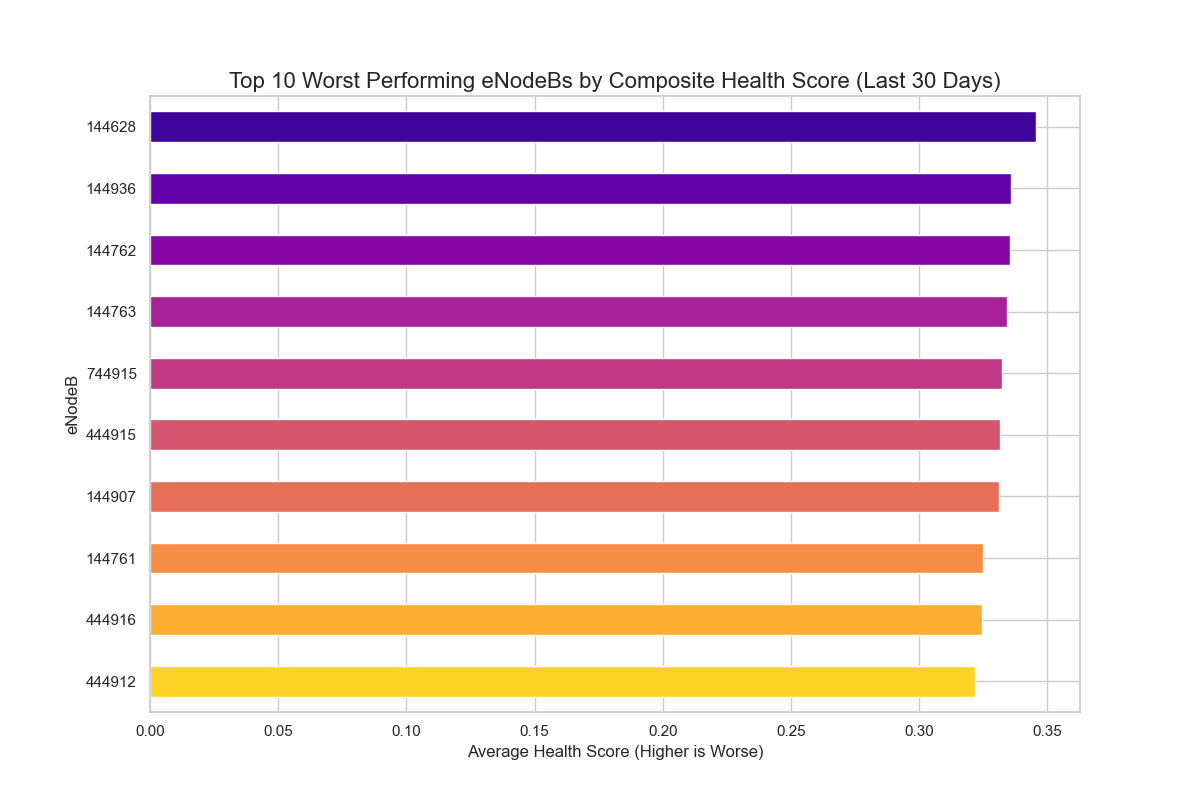 Top 10 Worst Performing eNodeBs by Composite Health Score (Last 30 Days)
144628
144936
144762
144763
744915
444915
144907
144761
444916
444912
eNodeB
0.00 0.05 0.10 0.15 0.20 0.25 0.30 0.35
Average Health Score (Higher is Worse)